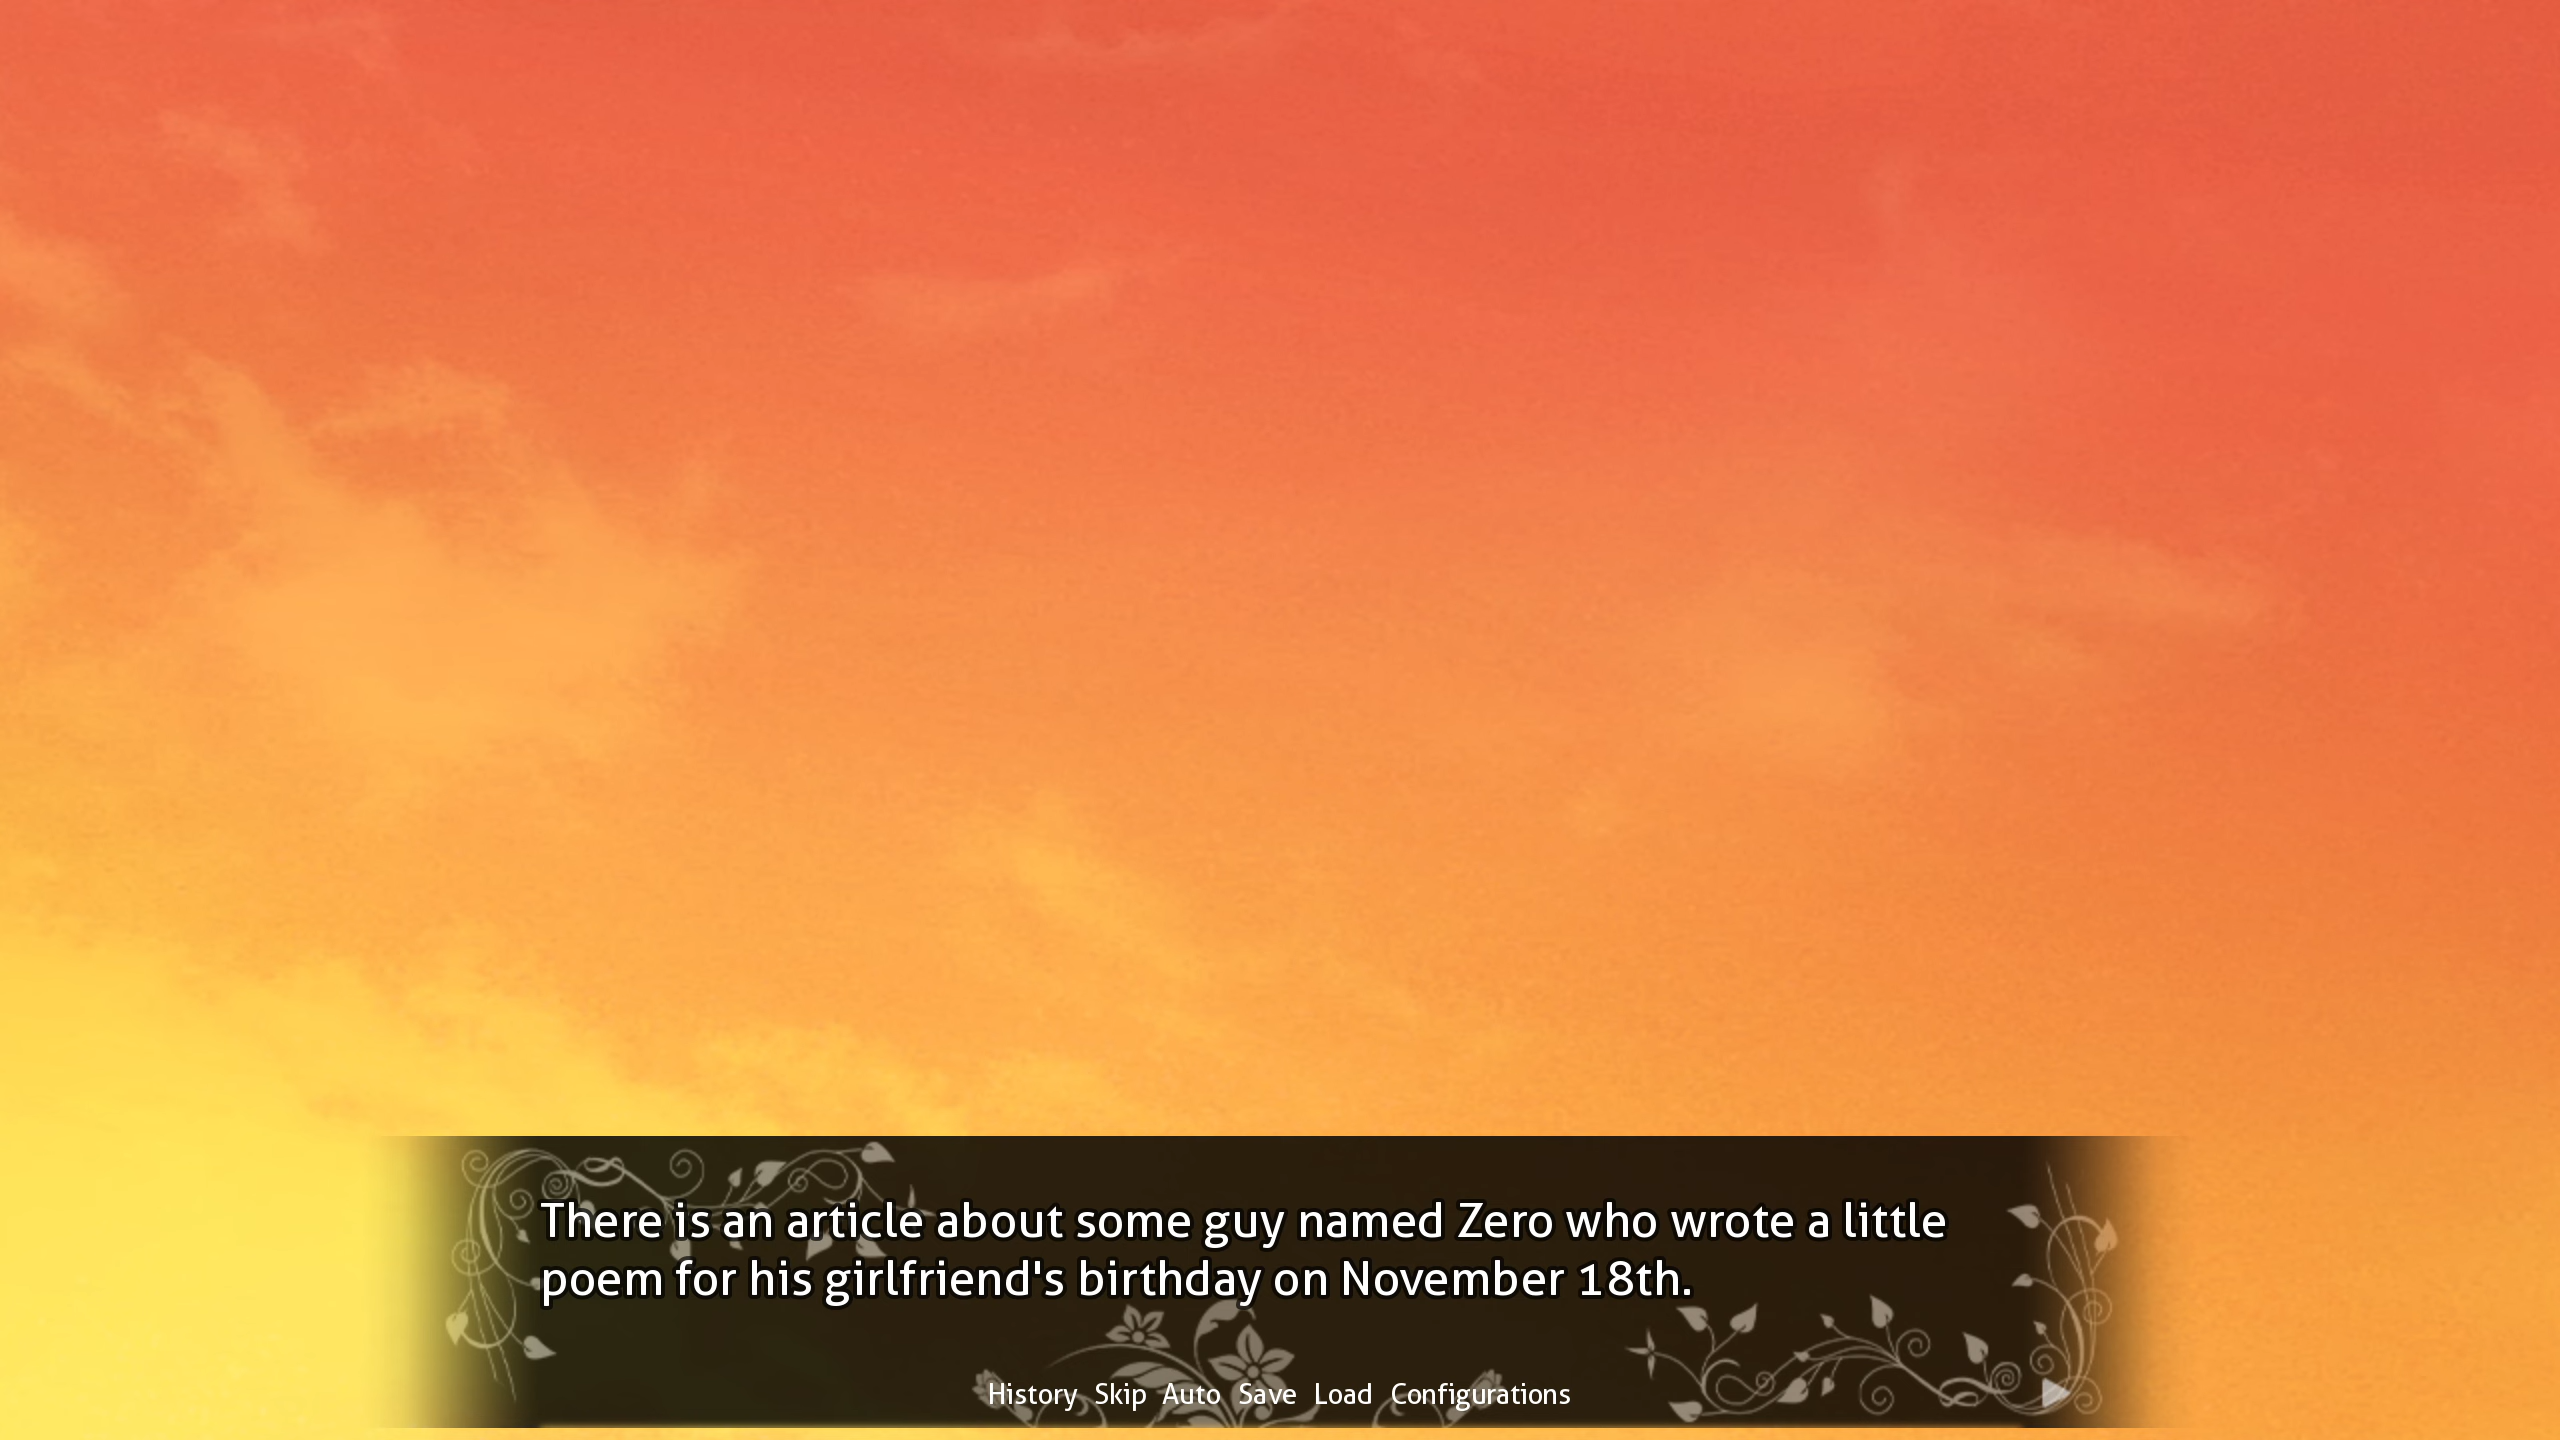 There is an article about some guy named Zero who wrote a little
poem for his girlfriend's birthday on November 18th.
History Skip Auto Save Load Configurations